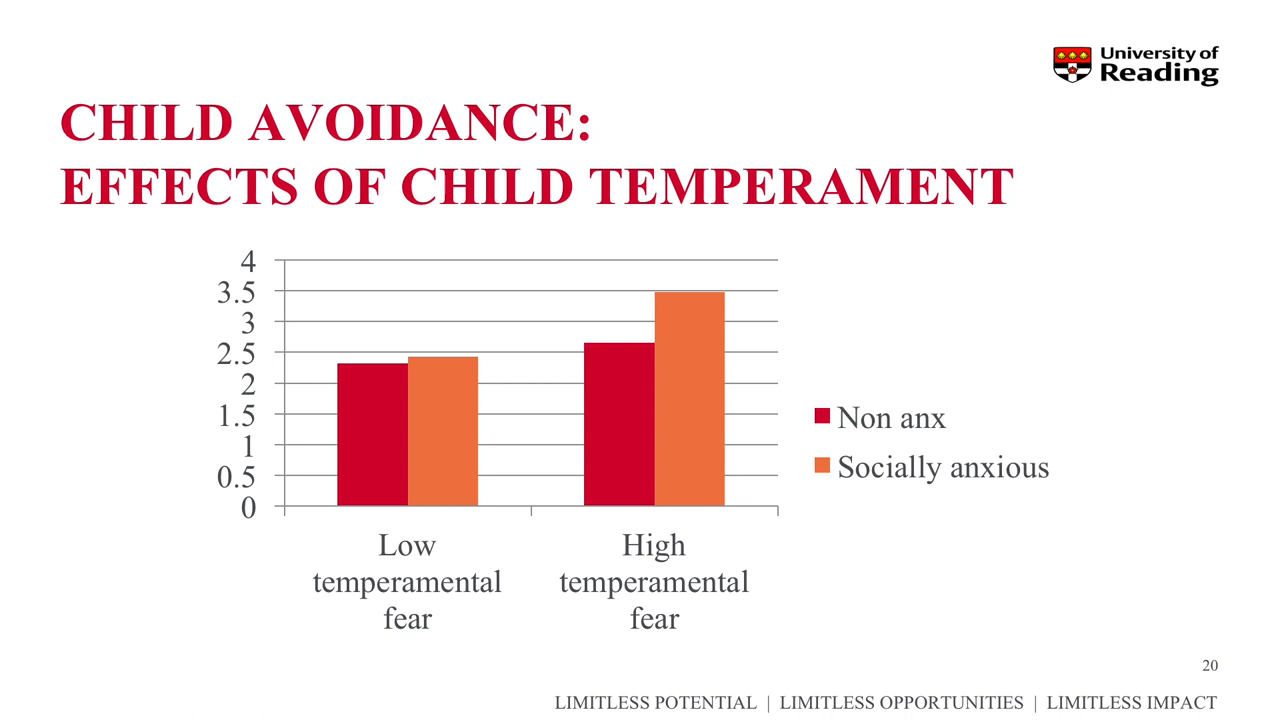 University of
Reading
CHILD AVOIDANCE:
EFFECTS OF CHILD TEMPERAMENT
4
3.5
3
2.5
2
1.5
1
0.5
0
Low
temperamental
fear
High
temperamental
fear
Non anx
Socially anxious
20
LIMITLESS POTENTIAL | LIMITLESS OPPORTUNITIES | LIMITLESS IMPACT